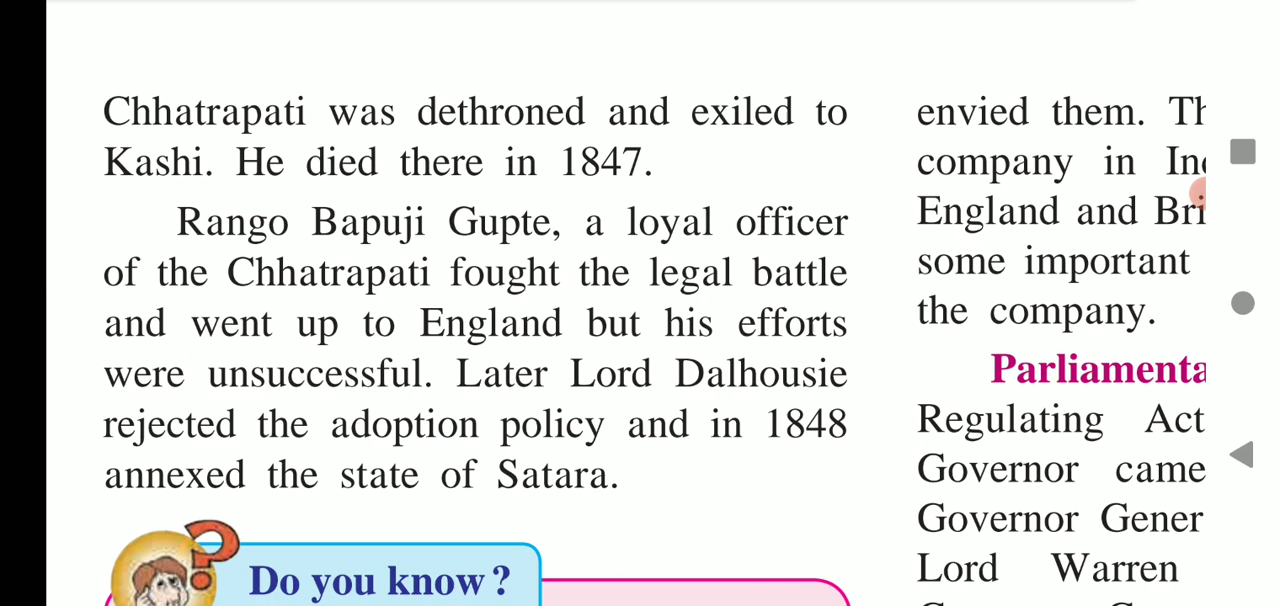 Chhatrapati was dethroned and exiled to
Kashi. He died there in 1847.
Rango Bapuji Gupte, a loyal officer
of the Chhatrapati fought the legal battle
and went up to England but his efforts
were unsuccessful. Later Lord Dalhousie
rejected the adoption policy and in 1848
annexed the state of Satara.
Do you know?
envied them.
company in
England and
some important
the company.
Regulating Act
Governor came
Governor
Lord Warren